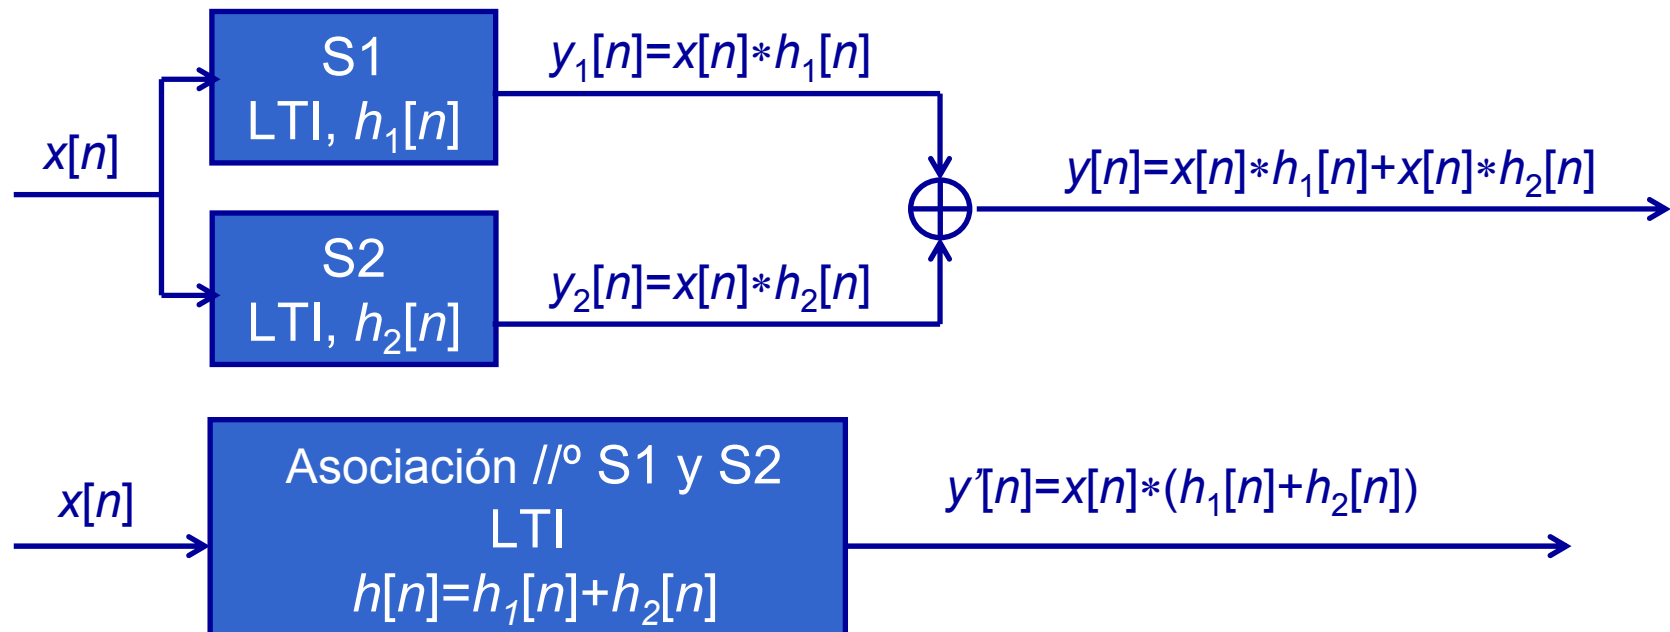 S1
LTI, h₁[n]
y₁[n]=x[n]*h₁[n]
x[n]
y[n]=x[n]*h₁[n]+x[n]*h₂[n]
S2
LTI, h₂[n]
y₂[n]=x[n]*h₂[n]
Asociación //º S1 y S2
LTI
h[n]=h₁[n]+h₂[n]
x[n]
y'[n]=x[n]*(h₁[n]+h₂[n])